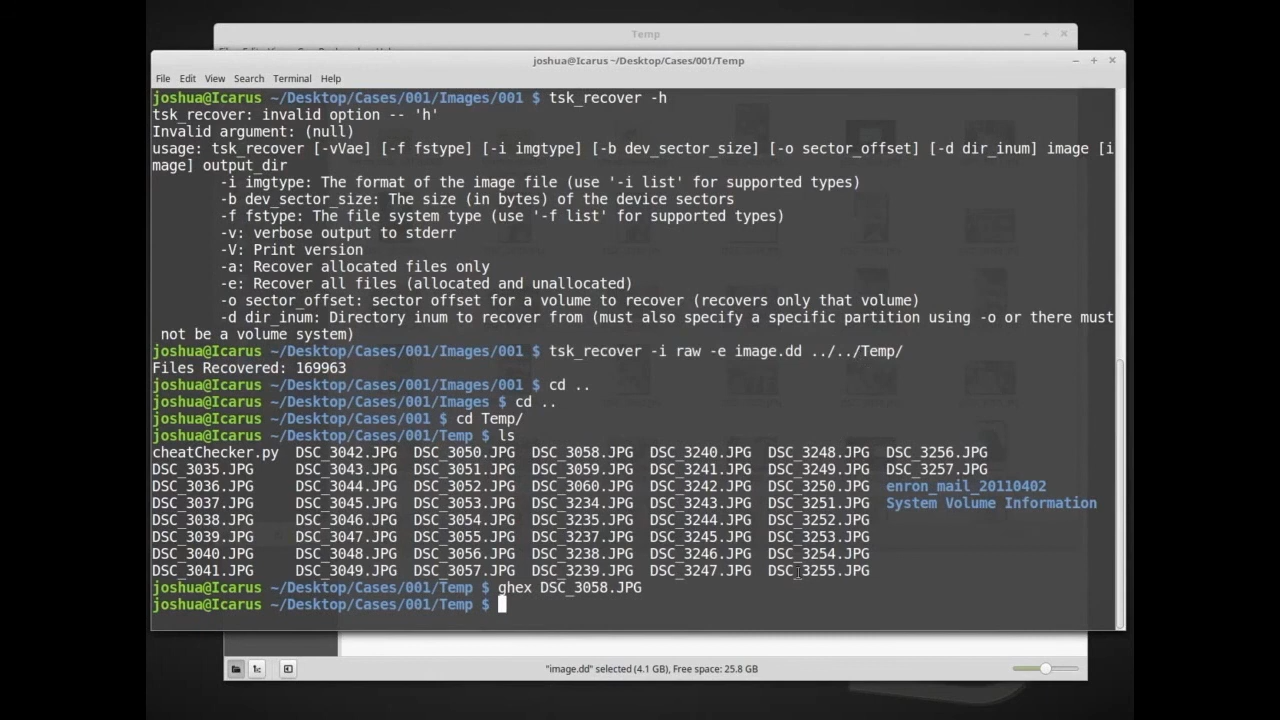 Temp
joshua@Icarus ~/Desktop/Cases/001/Temp
File Edit View Search Terminal Help
joshua@Icarus ~/Desktop/Cases/001/Images/001 $ tsk_recover -h
tsk_recover: invalid option -- 'h'
Invalid argument: (null)
usage: tsk_recover [-vVae] [-f fstype] [-i imgtype] [-b dev_sector_size] [-o sector_offset] [-d dir_inum] image [i
mage] output_dir
-i imgtype: The format of the image file (use '-i list' for supported types)
-b dev_sector_size: The size (in bytes) of the device sectors
-f fstype: The file system type (use '-f list' for supported types)
-v: verbose output to stderr
-V: Print version
-a: Recover allocated files only
-e: Recover all files (allocated and unallocated)
-o sector_offset: sector offset for a volume to recover (recovers only that volume)
-d dir_inum: Directory inum to recover from (must also specify a specific partition using -o or there must
not be a volume system)
joshua@Icarus ~/Desktop/Cases/001/Images/001 $ tsk_recover -i raw -e image.dd ../../Temp/
Files Recovered: 169963
joshua@Icarus ~/Desktop/Cases/001/Images/001 $ cd ..
joshua@Icarus ~/Desktop/Cases/001/Images $ cd ..
joshua@Icarus ~/Desktop/Cases/001 $ cd Temp/
joshua@Icarus ~/Desktop/Cases/001/Temp $ ls
cheatChecker.py DSC_3042.JPG DSC_3050.JPG DSC_3058.JPG DSC_3240.JPG DSC_3248.JPG DSC_3256.JPG
DSC_3035.JPG DSC_3043.JPG DSC_3051.JPG DSC_3059.JPG DSC_3241.JPG DSC_3249.JPG DSC_3257.JPG
DSC_3036.JPG DSC_3044.JPG DSC_3052.JPG DSC_3060.JPG DSC_3242.JPG DSC_3250.JPG enron_mail_20110402
DSC_3037.JPG DSC_3045.JPG DSC_3053.JPG DSC_3234.JPG DSC_3243.JPG DSC_3251.JPG System Volume Information
DSC_3038.JPG DSC_3046.JPG DSC_3054.JPG DSC_3235.JPG DSC_3244.JPG DSC_3252.JPG
DSC_3039.JPG DSC_3047.JPG DSC_3055.JPG DSC_3237.JPG DSC_3245.JPG DSC_3253.JPG
DSC_3040.JPG DSC_3048.JPG DSC_3056.JPG DSC_3238.JPG DSC_3246.JPG DSC_3254.JPG
DSC_3041.JPG DSC_3049.JPG DSC_3057.JPG DSC_3239.JPG DSC_3247.JPG DSC_3255.JPG
joshua@Icarus ~/Desktop/Cases/001/Temp $ ghex DSC_3058.JPG
joshua@Icarus ~/Desktop/Cases/001/Temp $
"image.dd" selected (4.1 GB), Free space: 25.8 GB